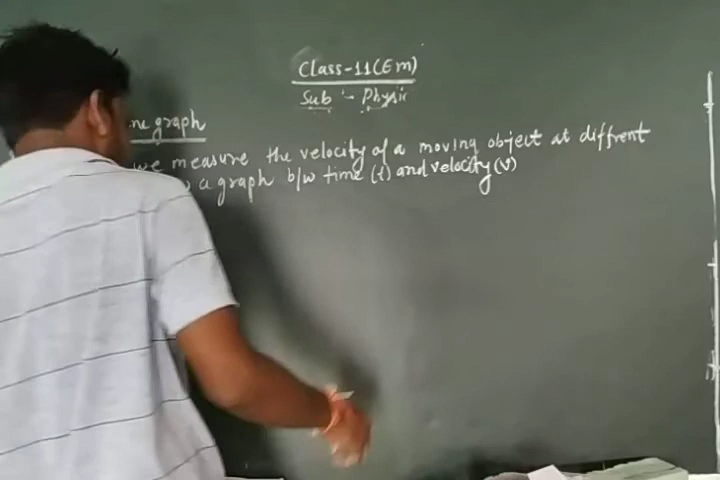 Class-11(Em)
Sub :- Physic
me graph
we measure the velocity of a moving object at diffrent
a graph b/w time (t) and velocity (v)